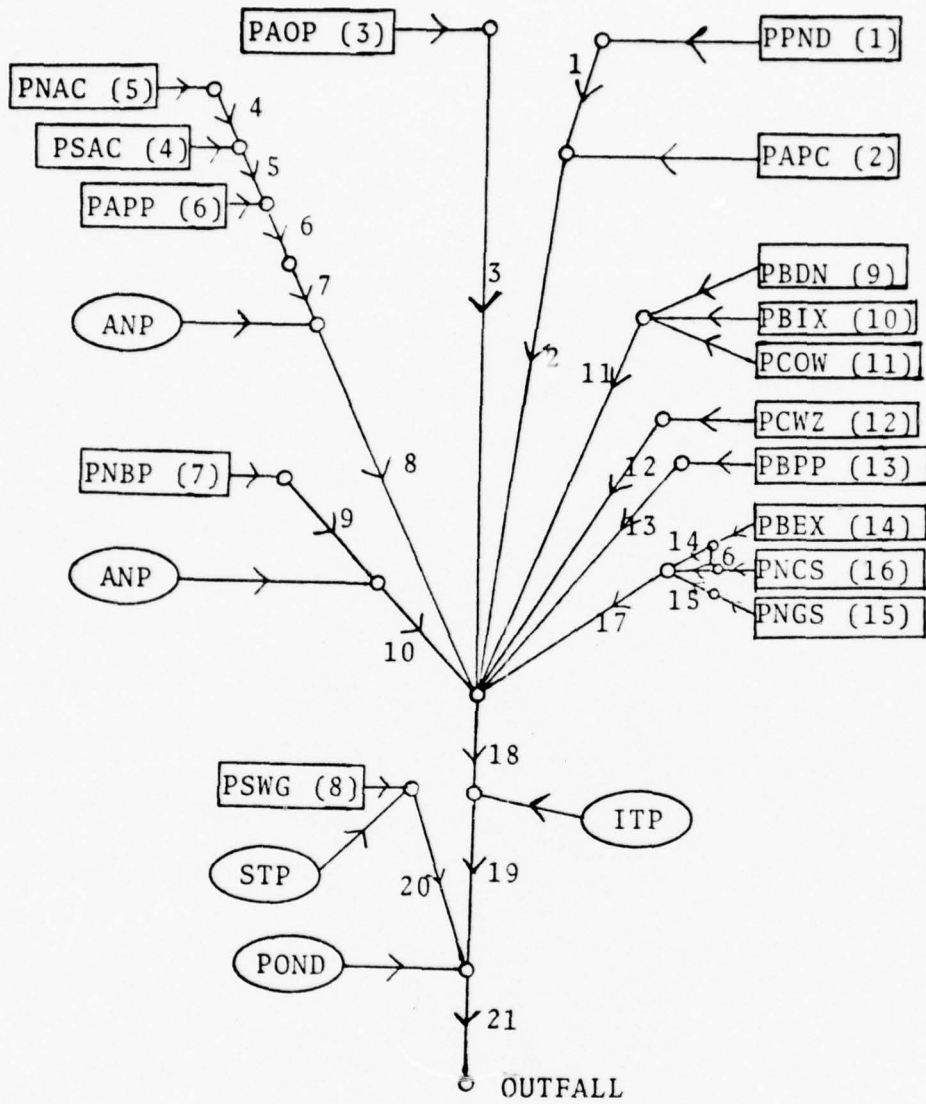 PAOP (3)
PPND (1)
1
PNAC (5)
4
PSAC (4)
PAPC (2)
5
PAPP (6)
6
PBDN (9)
3
7
ANP
PBIX (10)
2
11
PCOW (11)
PCWZ (12)
8
12
PNBP (7)
PBPP (13)
9
13
PBEX (14)
14
16
PNCS (16)
ANP
15
PNGS (15)
17
10
18
PSWG (8)
ITP
STP
20
19
POND
21
OUTFALL